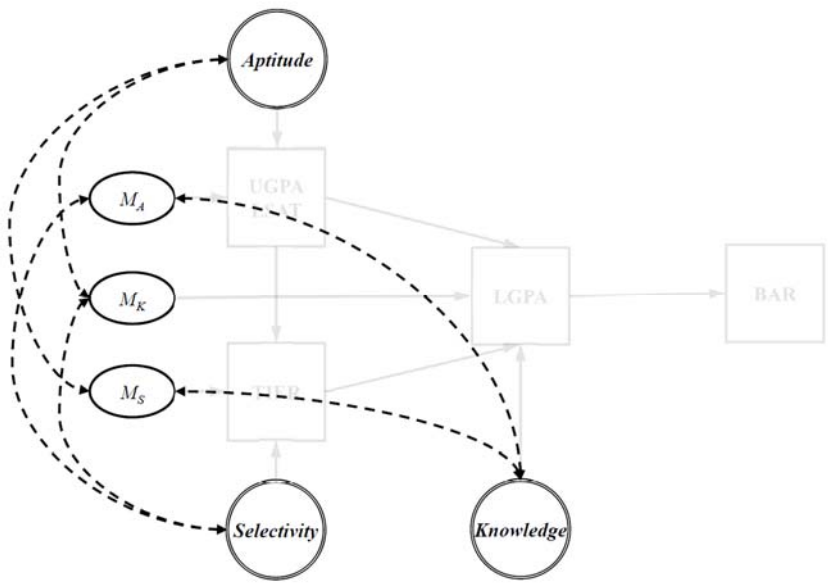 Aptitude
UGPA
LSAT
M_A
M_K
LGPA
BAR
M_S
TIER
Selectivity
Knowledge